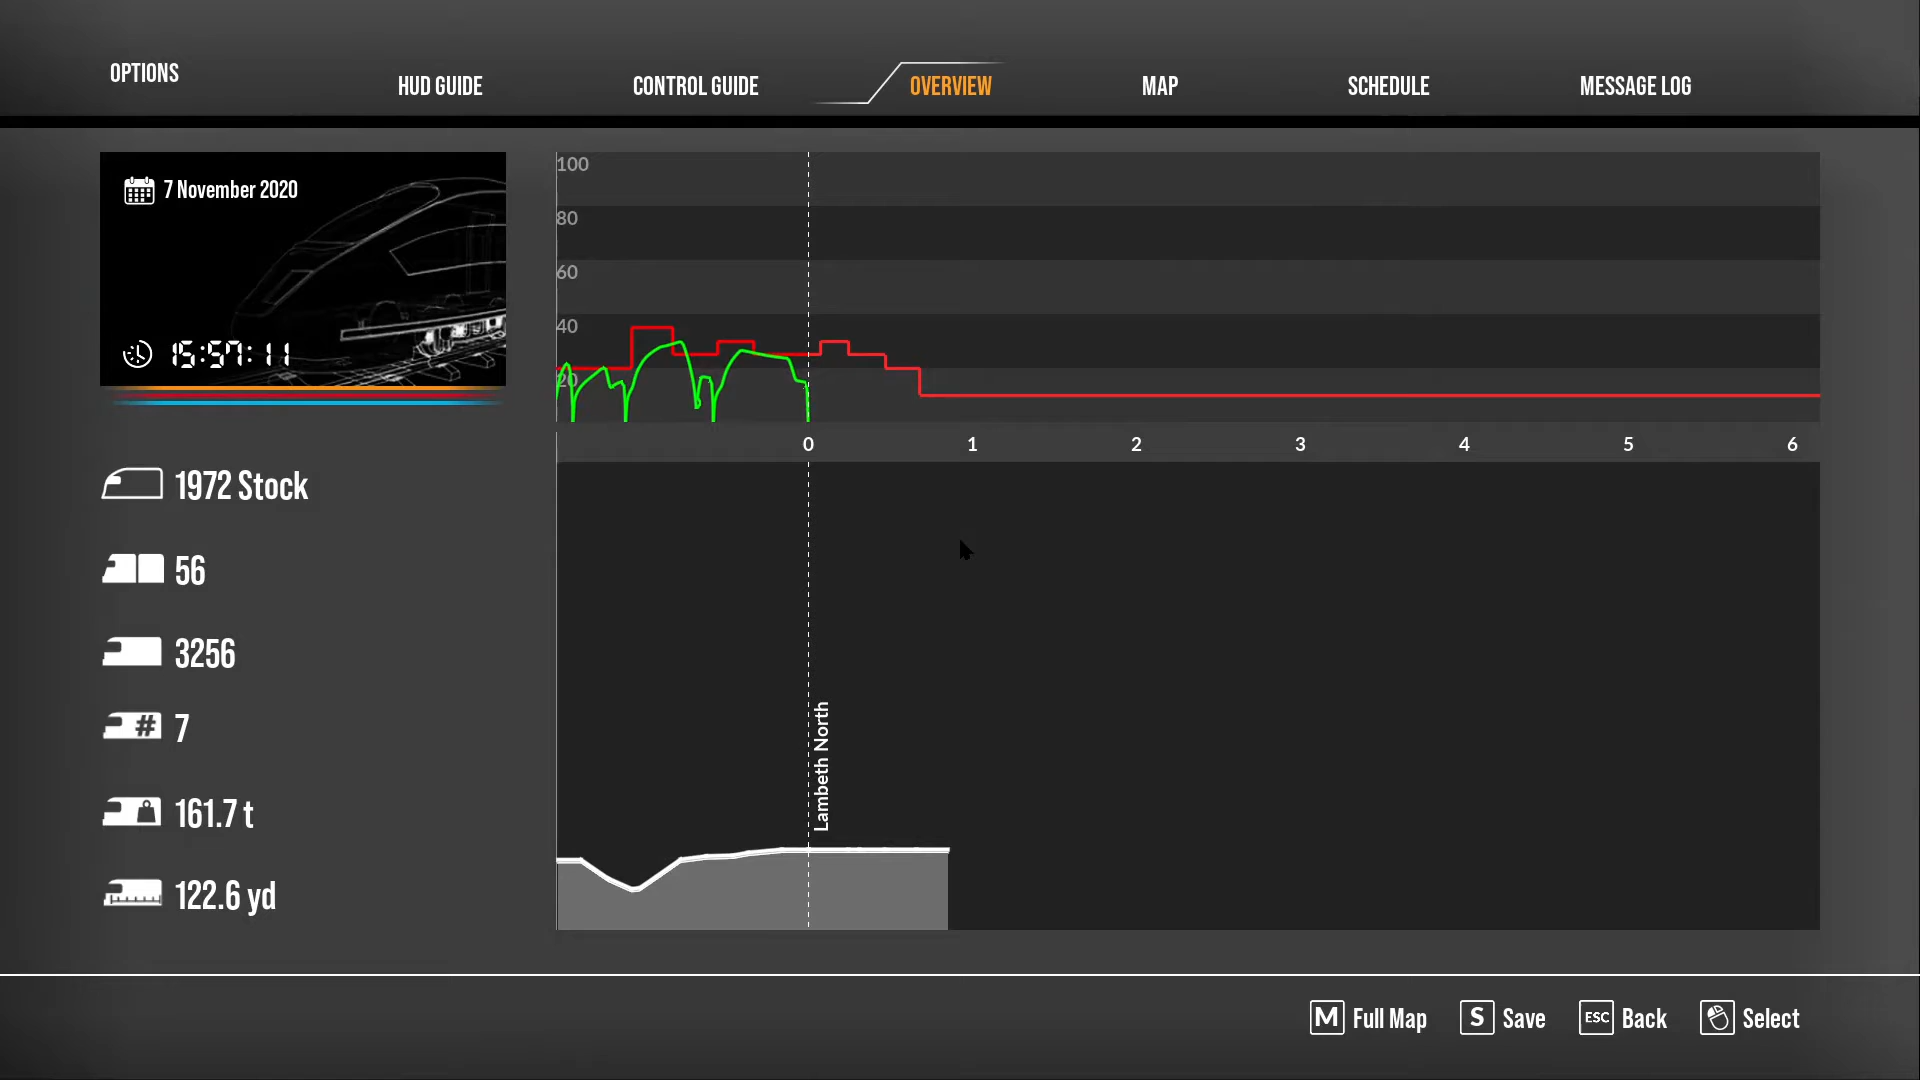 OPTIONS
HUD GUIDE
CONTROL GUIDE
OVERVIEW
MAP
SCHEDULE
MESSAGE LOG
7 November 2020
15:57:11
1972 Stock
56
3256
# 7
161.7 t
122.6 yd
100
80
60
40
20
0 1 2 3 4 5 6
Lambeth North
M Full Map
S Save
ESC Back
Select